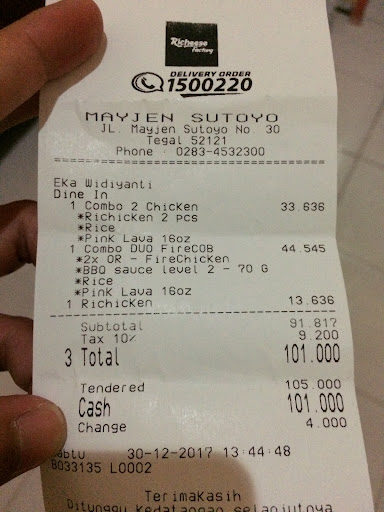 Richeese
Factory
DELIVERY ORDER
1500220
MAYJEN SUTOYO
JL. Mayjen Sutoyo No. 30
Tegal 52121
Phone : 0283-4532300
Eka Widiyanti
Dine In
1 Combo 2 Chicken 33.636
*Richicken 2 pcs
*Rice
*Pink Lava 16oz
1 Combo DUO FireCOB 44.545
*2x OR - FireChicken
*BBQ sauce level 2 - 70 G
*Rice
*Pink Lava 16oz
1 Richicken 13.636
Subtotal 91.817
Tax 10% 9.200
3 Total 101.000
Tendered 105.000
Cash 101.000
Change 4.000
30-12-2017 13:44:48
B033135 L0002
Terimakasih
Ditunggu kedatangan selanjutnya